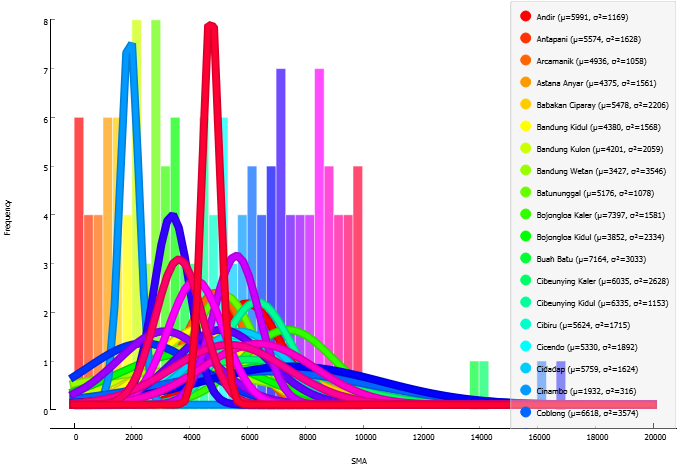 8
7
6
5
4
3
2
1
0
Frequency
0 2000 4000 6000 8000 10000 12000 14000 16000 18000 20000
SMA
Andir (μ=5991, σ²=1169)
Antapani (μ=5574, σ²=1628)
Arcamanik (μ=4936, σ²=1058)
Astana Anyar (μ=4375, σ²=1561)
Babakan Ciparay (μ=5478, σ²=2206)
Bandung Kidul (μ=4380, σ²=1568)
Bandung Kulon (μ=4201, σ²=2059)
Bandung Wetan (μ=3427, σ²=3546)
Batununggal (μ=5176, σ²=1078)
Bojongloa Kaler (μ=7397, σ²=1581)
Bojongloa Kidul (μ=3852, σ²=2334)
Buah Batu (μ=7164, σ²=3033)
Cibeunying Kaler (μ=6035, σ²=2628)
Cibeunying Kidul (μ=6335, σ²=1153)
Cibiru (μ=5624, σ²=1715)
Cicendo (μ=5330, σ²=1892)
Cidadap (μ=5759, σ²=1624)
Cinambo (μ=1932, σ²=316)
Coblong (μ=6618, σ²=3574)